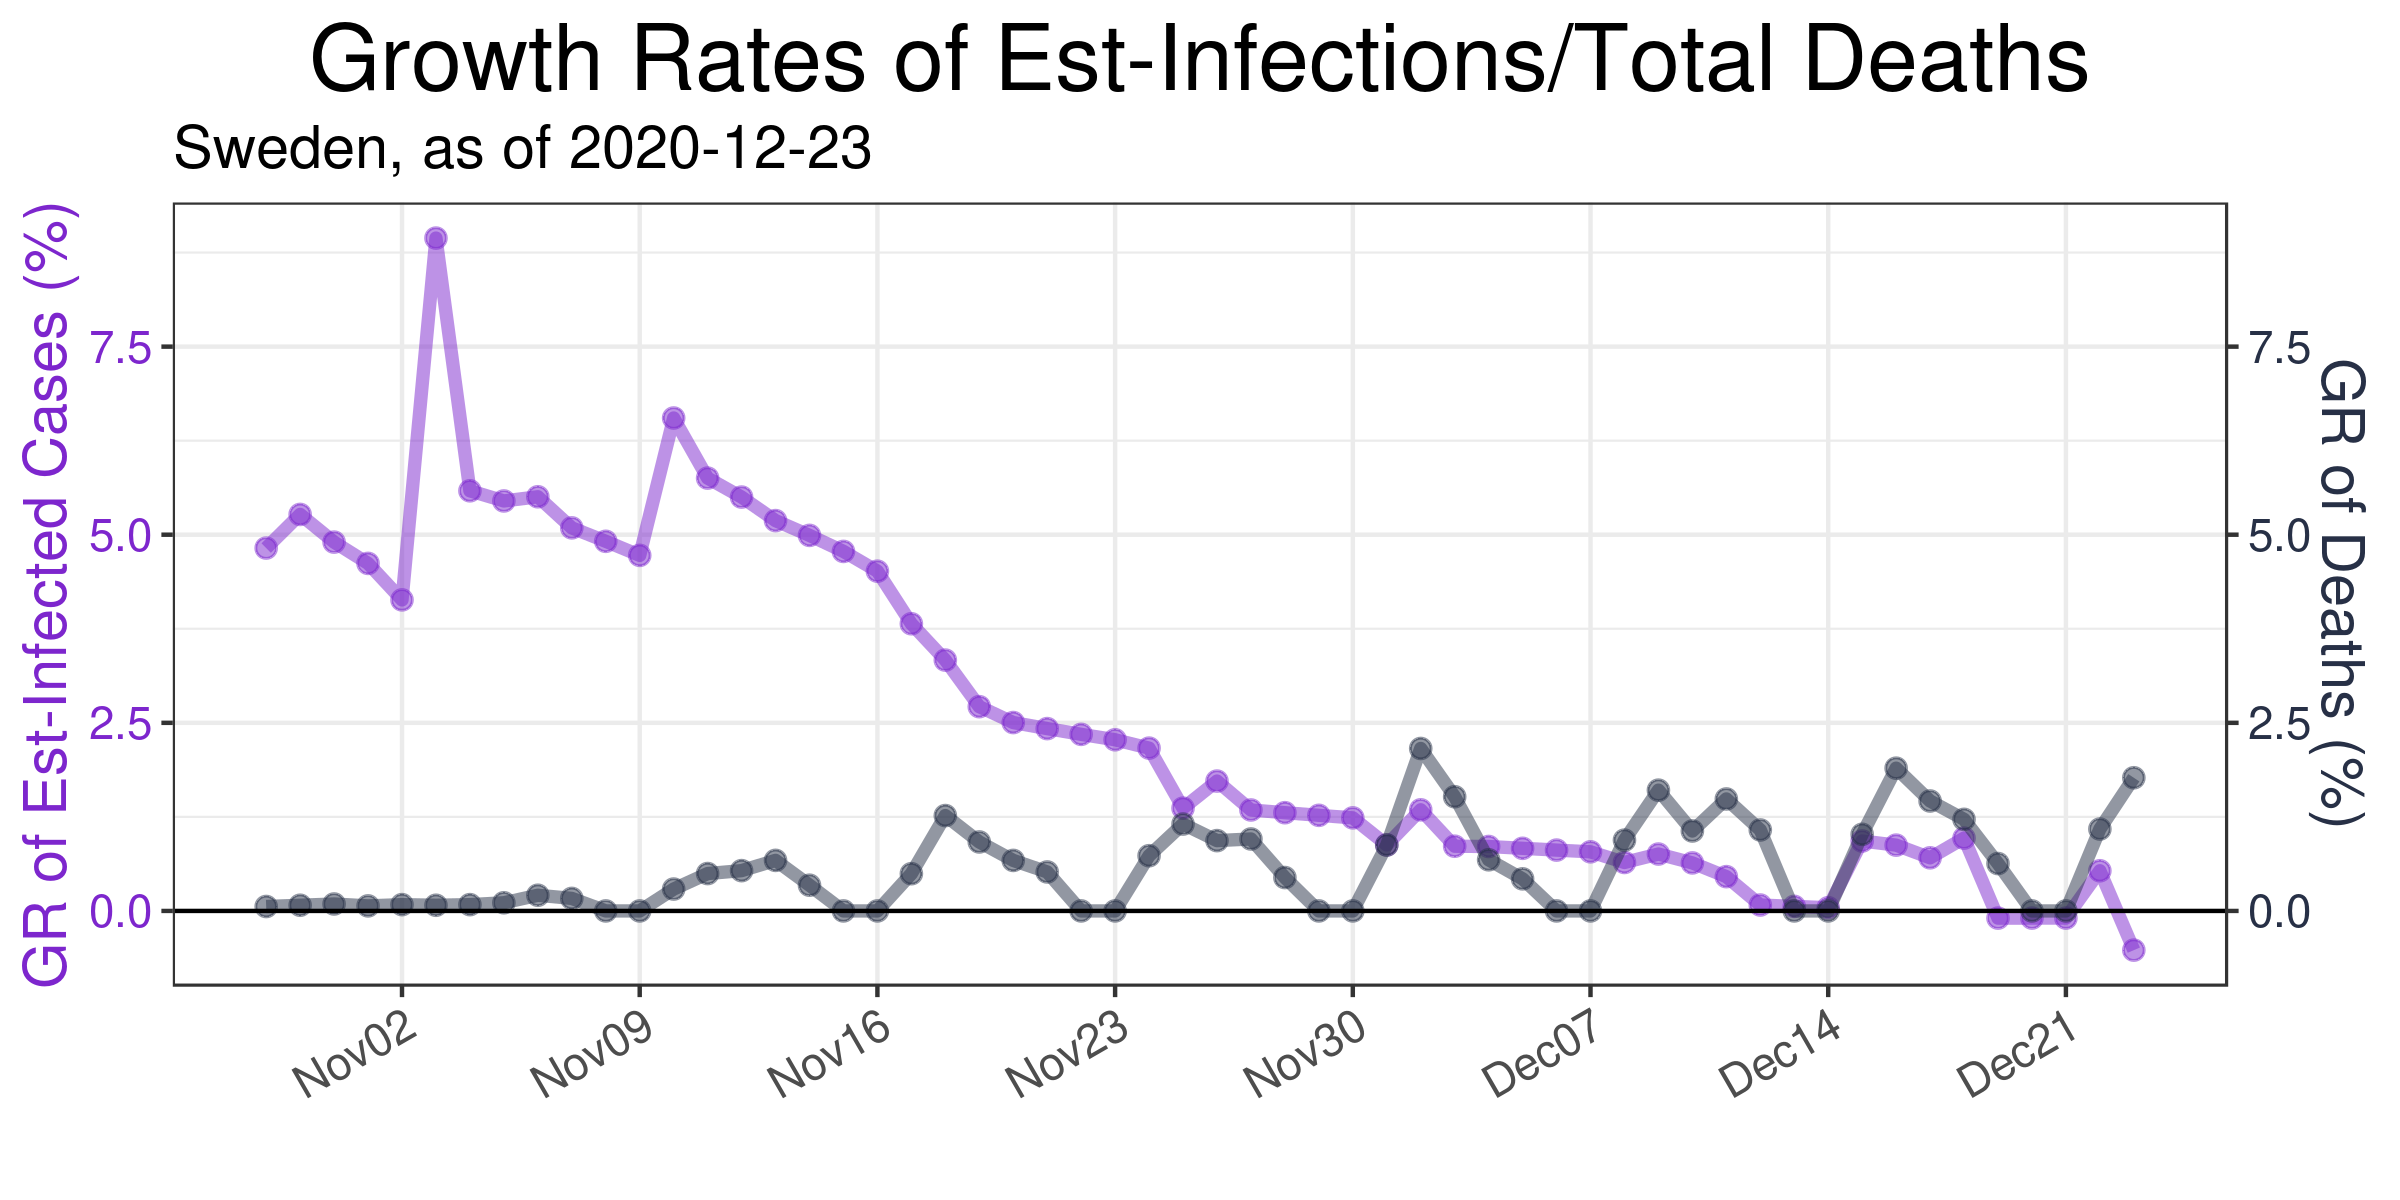 Growth Rates of Est-Infections/Total Deaths
Sweden, as of 2020-12-23
GR of Est-Infected Cases (%)
7.5
5.0
2.5
0.0
7.5
5.0
2.5
0.0
GR of Deaths (%)
Nov02
Nov09
Nov16
Nov23
Nov30
Dec07
Dec14
Dec21